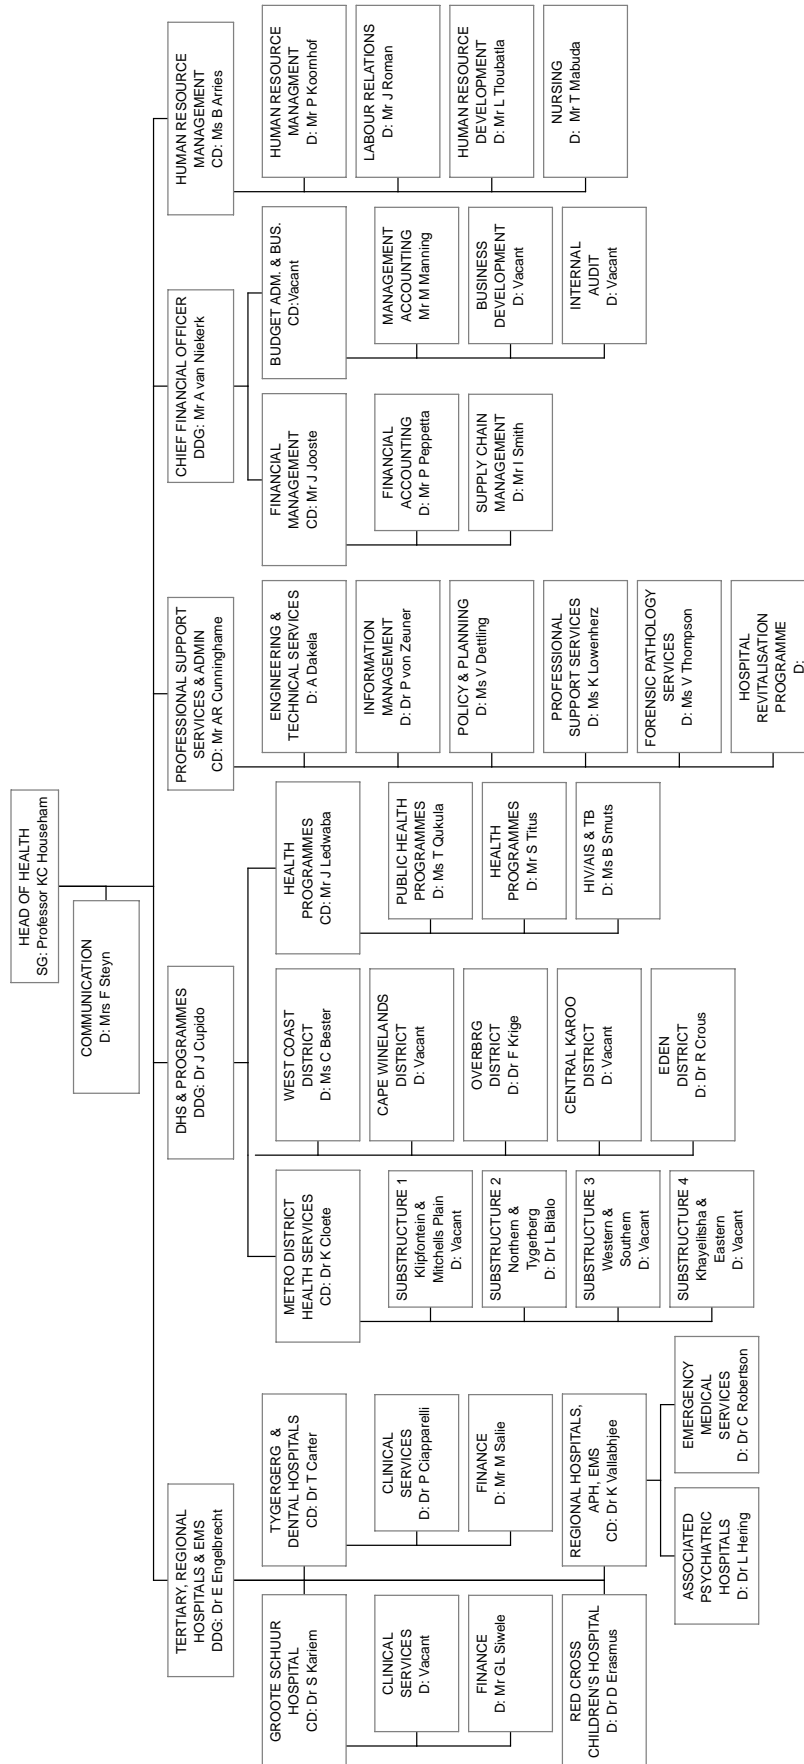 HEAD OF HEALTH
SG: Professor KC Househam
COMMUNICATION
D: Mrs F Steyn
TERTIARY, REGIONAL
HOSPITALS & EMS
DDG: Dr E Engelbrecht
GROOTE SCHUUR
HOSPITAL
CD: Dr S Kariem
CLINICAL
SERVICES
D: Vacant
FINANCE
D: Mr GL Siwele
RED CROSS
CHILDREN'S HOSPITAL
D: Dr D Erasmus
TYGERGERG &
DENTAL HOSPITALS
CD: Dr T Carter
CLINICAL
SERVICES
D: Dr P Ciapparelli
FINANCE
D: Mr M Salie
REGIONAL HOSPITALS,
APH, EMS
CD: Dr K Vallabhjee
ASSOCIATED
PSYCHIATRIC
HOSPITALS
D: Dr L Hering
EMERGENCY
MEDICAL
SERVICES
D: Dr C Robertson
DHS & PROGRAMMES
DDG: Dr J Cupido
METRO DISTRICT
HEALTH SERVICES
CD: Dr K Cloete
SUBSTRUCTURE 1
Klipfontein &
Mitchells Plain
D: Vacant
SUBSTRUCTURE 2
Northern &
Tygerberg
D: Dr L Bitalo
SUBSTRUCTURE 3
Western &
Southern
D: Vacant
SUBSTRUCTURE 4
Khayelitsha &
Eastern
D: Vacant
WEST COAST
DISTRICT
D: Ms C Bester
CAPE WINELANDS
DISTRICT
D: Vacant
OVERBRG
DISTRICT
D: Dr F Krige
CENTRAL KAROO
DISTRICT
D: Vacant
EDEN
DISTRICT
D: Dr R Crous
HEALTH
PROGRAMMES
CD: Mr J Ledwaba
PUBLIC HEALTH
PROGRAMMES
D: Ms T Qukula
HEALTH
PROGRAMMES
D: Mr S Titus
HIV/AIS & TB
D: Ms B Smuts
PROFESSIONAL SUPPORT
SERVICES & ADMIN
CD: Mr AR Cunninghame
ENGINEERING &
TECHNICAL SERVICES
D: A Dakela
INFORMATION
MANAGEMENT
D: Dr P von Zeuner
POLICY & PLANNING
D: Ms V Dettling
PROFESSIONAL
SUPPORT SERVICES
D: Ms K Lowenherz
FORENSIC PATHOLOGY
SERVICES
D: Ms V Thompson
HOSPITAL
REVITALISATION
PROGRAMME
D:
CHIEF FINANCIAL OFFICER
DDG: Mr A van Niekerk
FINANCIAL
MANAGEMENT
CD: Mr J Jooste
FINANCIAL
ACCOUNTING
D: Mr P Peppetta
SUPPLY CHAIN
MANAGEMENT
D: Mr I Smith
BUDGET ADM. & BUS.
CD:Vacant
MANAGEMENT
ACCOUNTING
Mr M Manning
BUSINESS
DEVELOPMENT
D: Vacant
INTERNAL
AUDIT
D: Vacant
HUMAN RESOURCE
MANAGEMENT
CD: Ms B Arries
HUMAN RESOURCE
MANAGMENT
D: Mr P Koornhof
LABOUR RELATIONS
D: Mr J Roman
HUMAN RESOURCE
DEVELOPMENT
D: Mr L Tloubatla
NURSING
D: Mr T Mabuda